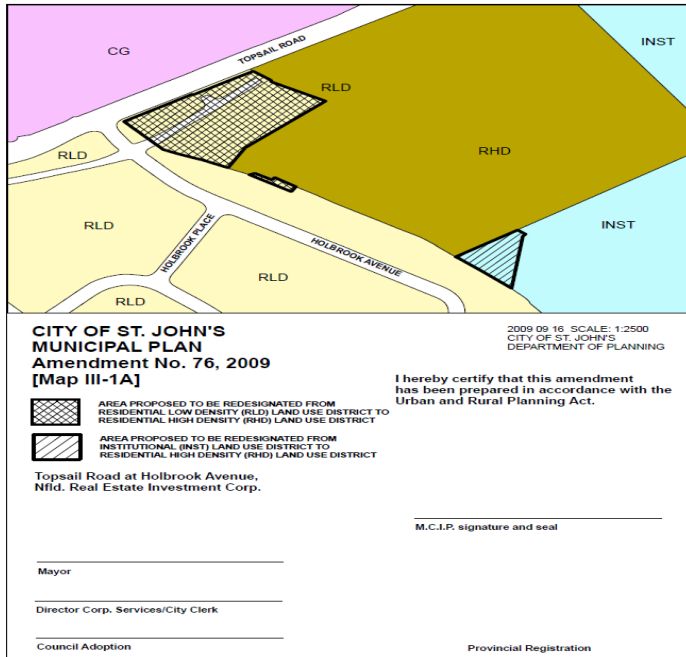 CG
TOPSAIL ROAD
INST
RLD
RLD
RHD
RLD
INST
HOLBROOK PLACE
HOLBROOK AVENUE
RLD
RLD
CITY OF ST. JOHN'S
MUNICIPAL PLAN
Amendment No. 76, 2009
[Map III-1A]
2009 09 16 SCALE: 1:2500
CITY OF ST. JOHN'S
DEPARTMENT OF PLANNING
AREA PROPOSED TO BE REDESIGNATED FROM
RESIDENTIAL LOW DENSITY (RLD) LAND USE DISTRICT TO
RESIDENTIAL HIGH DENSITY (RHD) LAND USE DISTRICT
AREA PROPOSED TO BE REDESIGNATED FROM
INSTITUTIONAL (INST) LAND USE DISTRICT TO
RESIDENTIAL HIGH DENSITY (RHD) LAND USE DISTRICT
I hereby certify that this amendment
has been prepared in accordance with the
Urban and Rural Planning Act.
Topsail Road at Holbrook Avenue,
Nfld. Real Estate Investment Corp.
M.C.I.P. signature and seal
Mayor
Director Corp. Services/City Clerk
Council Adoption
Provincial Registration